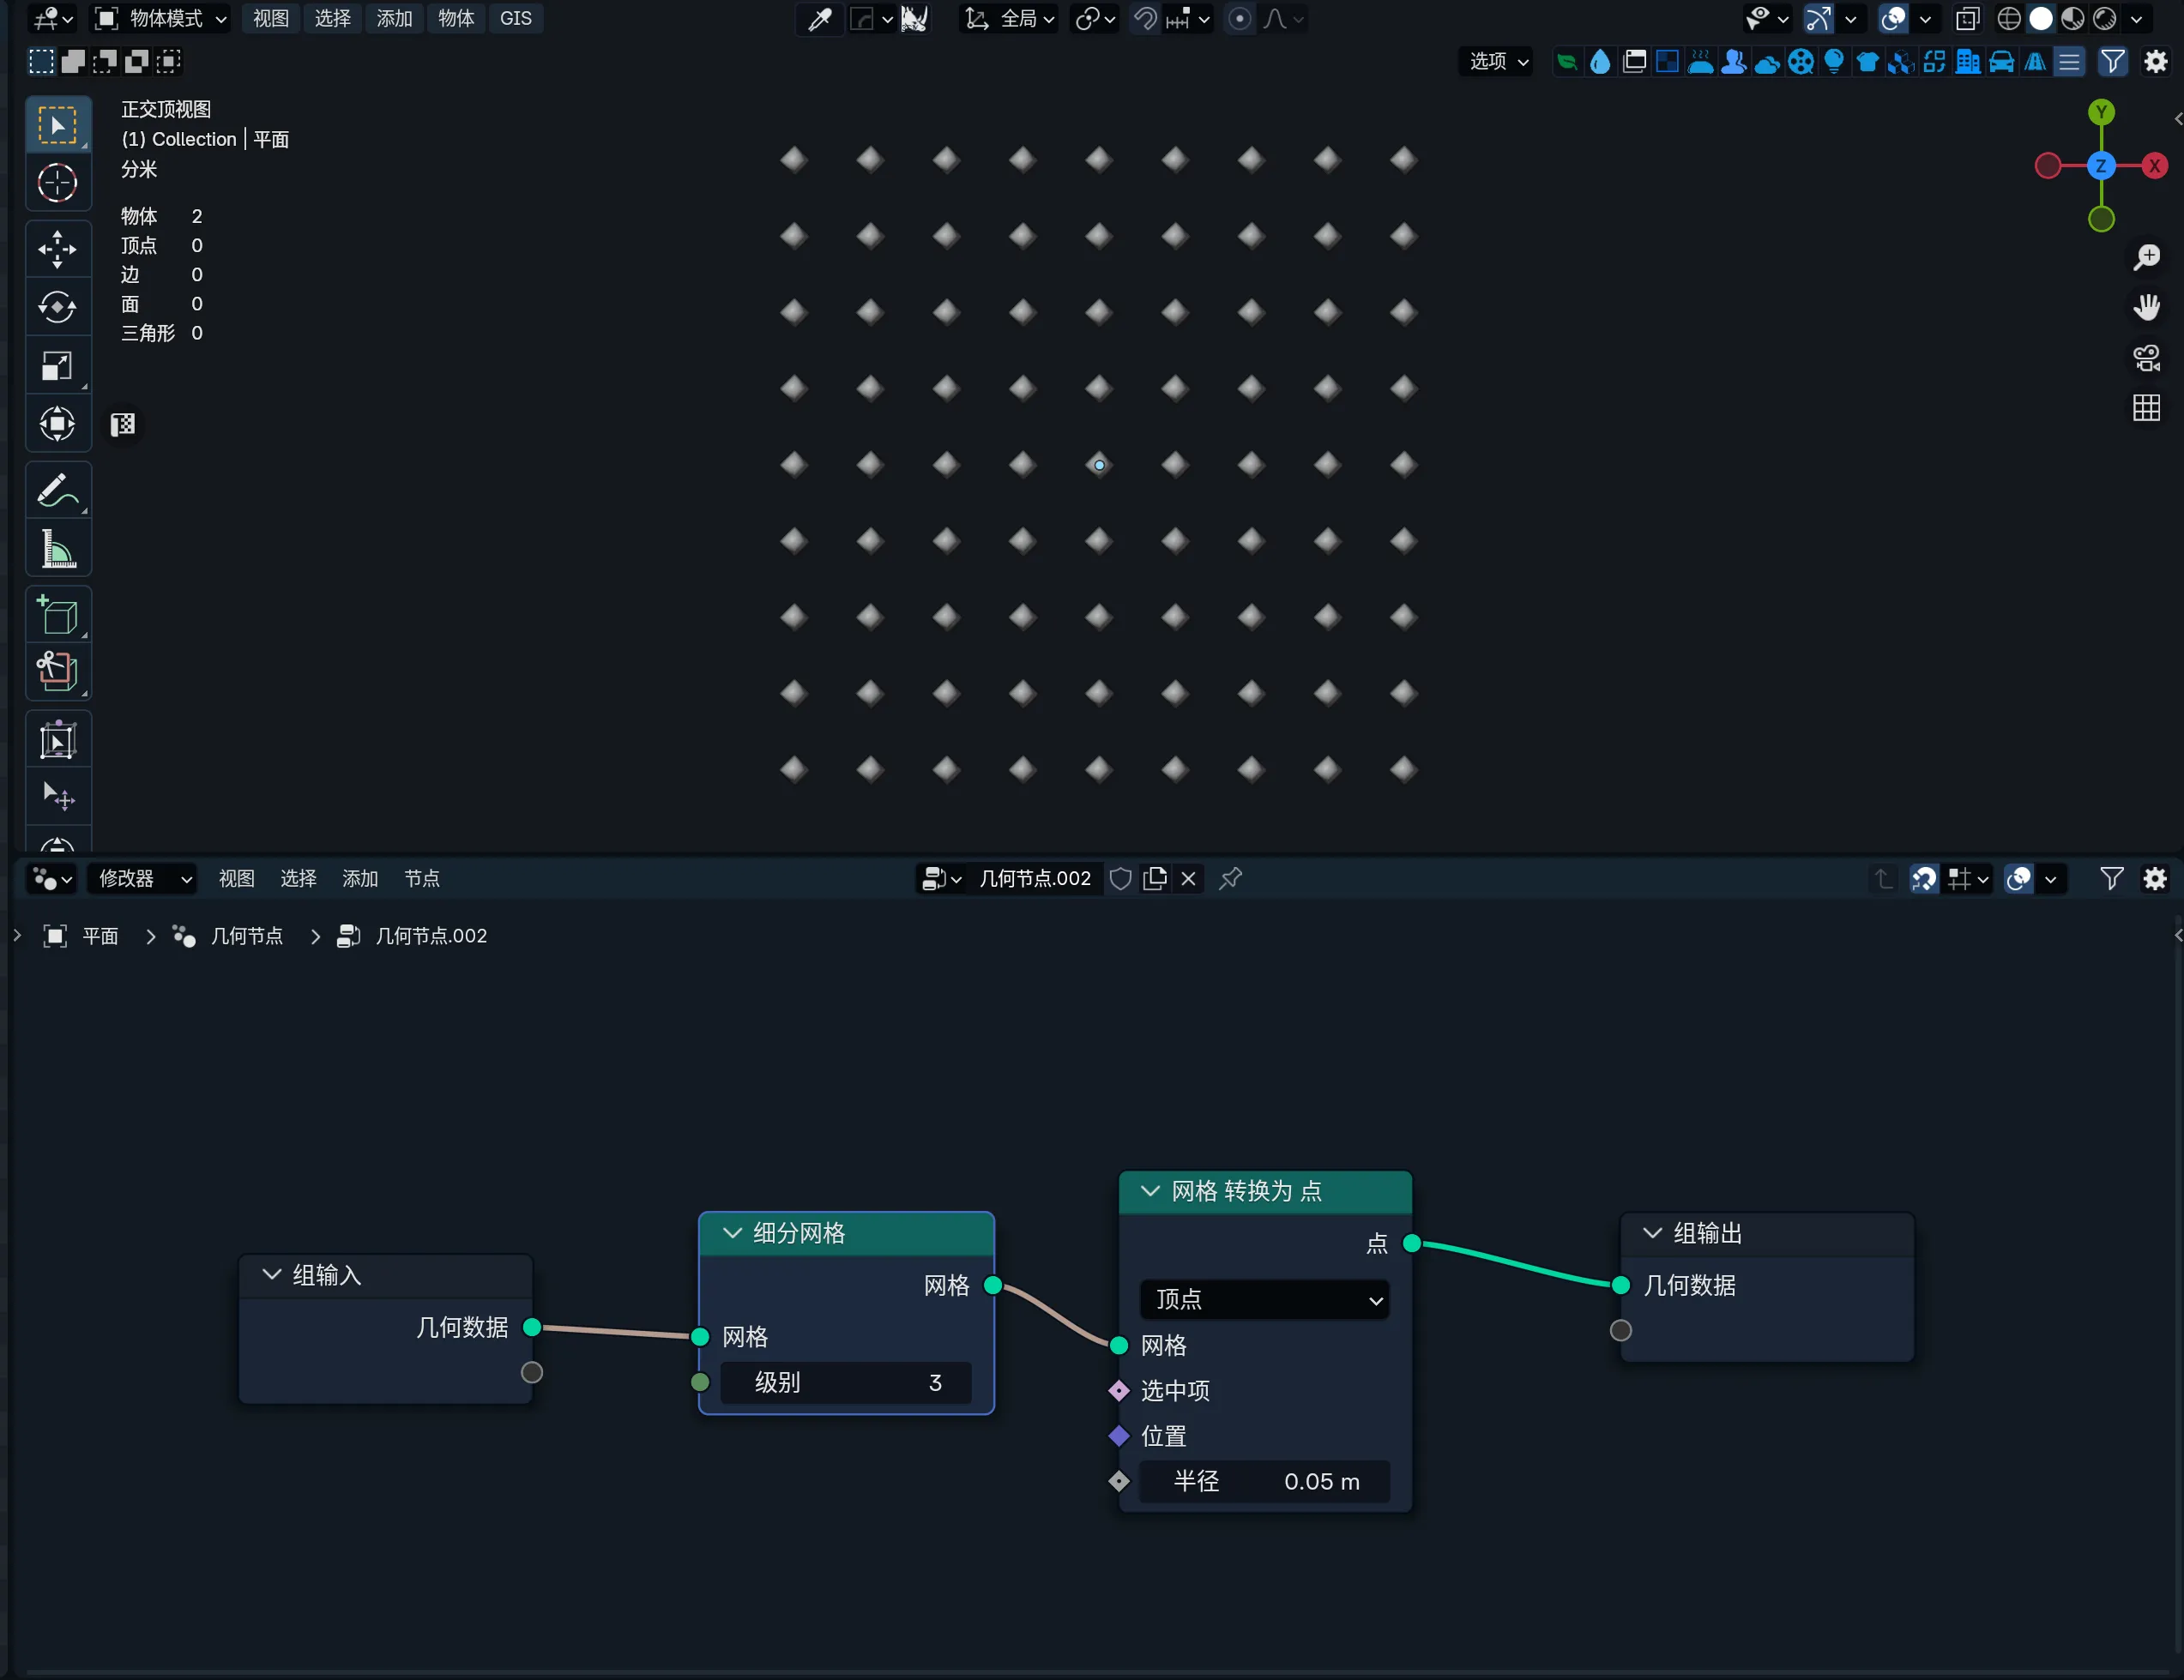 物体模式 视图 选择 添加 物体 GIS 全局
选项
正交顶视图
(1) Collection | 平面
分米
物体 2
顶点 0
边 0
面 0
三角形 0
Y
Z
X
修改器 视图 选择 添加 节点 几何节点.002
平面 几何节点 几何节点.002
组输入
几何数据
细分网格
网格
网格
级别 3
网格 转换为 点
点
顶点
网格
选中项
位置
半径 0.05 m
组输出
几何数据